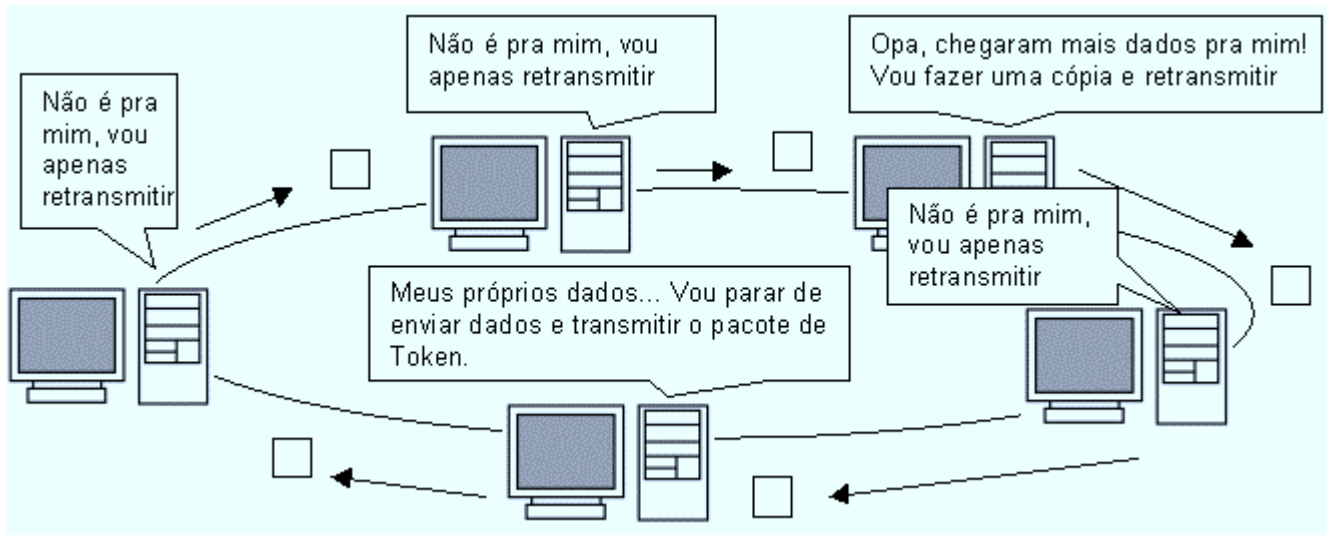 Não é pra
mim, vou
apenas
retransmitir
Não é pra mim, vou
apenas retransmitir
Opa, chegaram mais dados pra mim!
Vou fazer uma cópia e retransmitir
Não é pra mim,
vou apenas
retransmitir
Meus próprios dados... Vou parar de
enviar dados e transmitir o pacote de
Token.